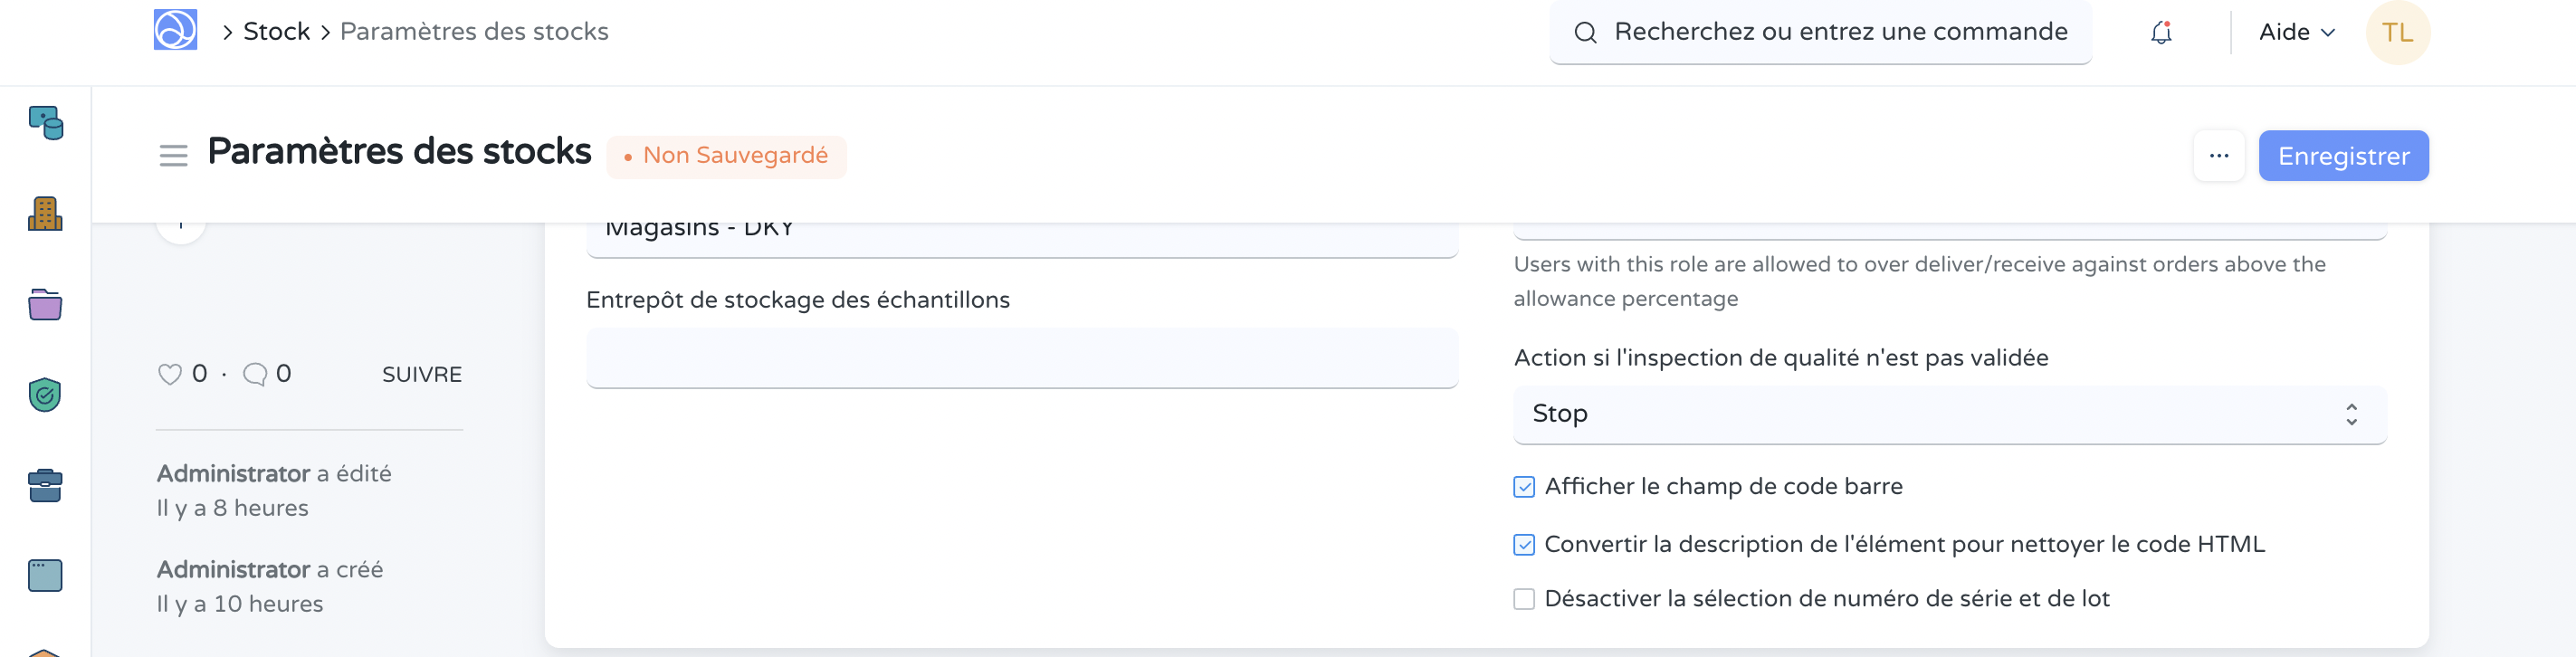 Stock
Paramètres des stocks
Recherchez ou entrez une commande
Aide
TL
Paramètres des stocks
Non Sauvegardé
...
Enregistrer
Magasins - DKY
Users with this role are allowed to over deliver/receive against orders above the
allowance percentage
Entrepôt de stockage des échantillons
Action si l'inspection de qualité n'est pas validée
0 · 0
SUIVRE
Stop
Administrator a édité
Il y a 8 heures
Afficher le champ de code barre
Convertir la description de l'élément pour nettoyer le code HTML
Administrator a créé
Il y a 10 heures
Désactiver la sélection de numéro de série et de lot